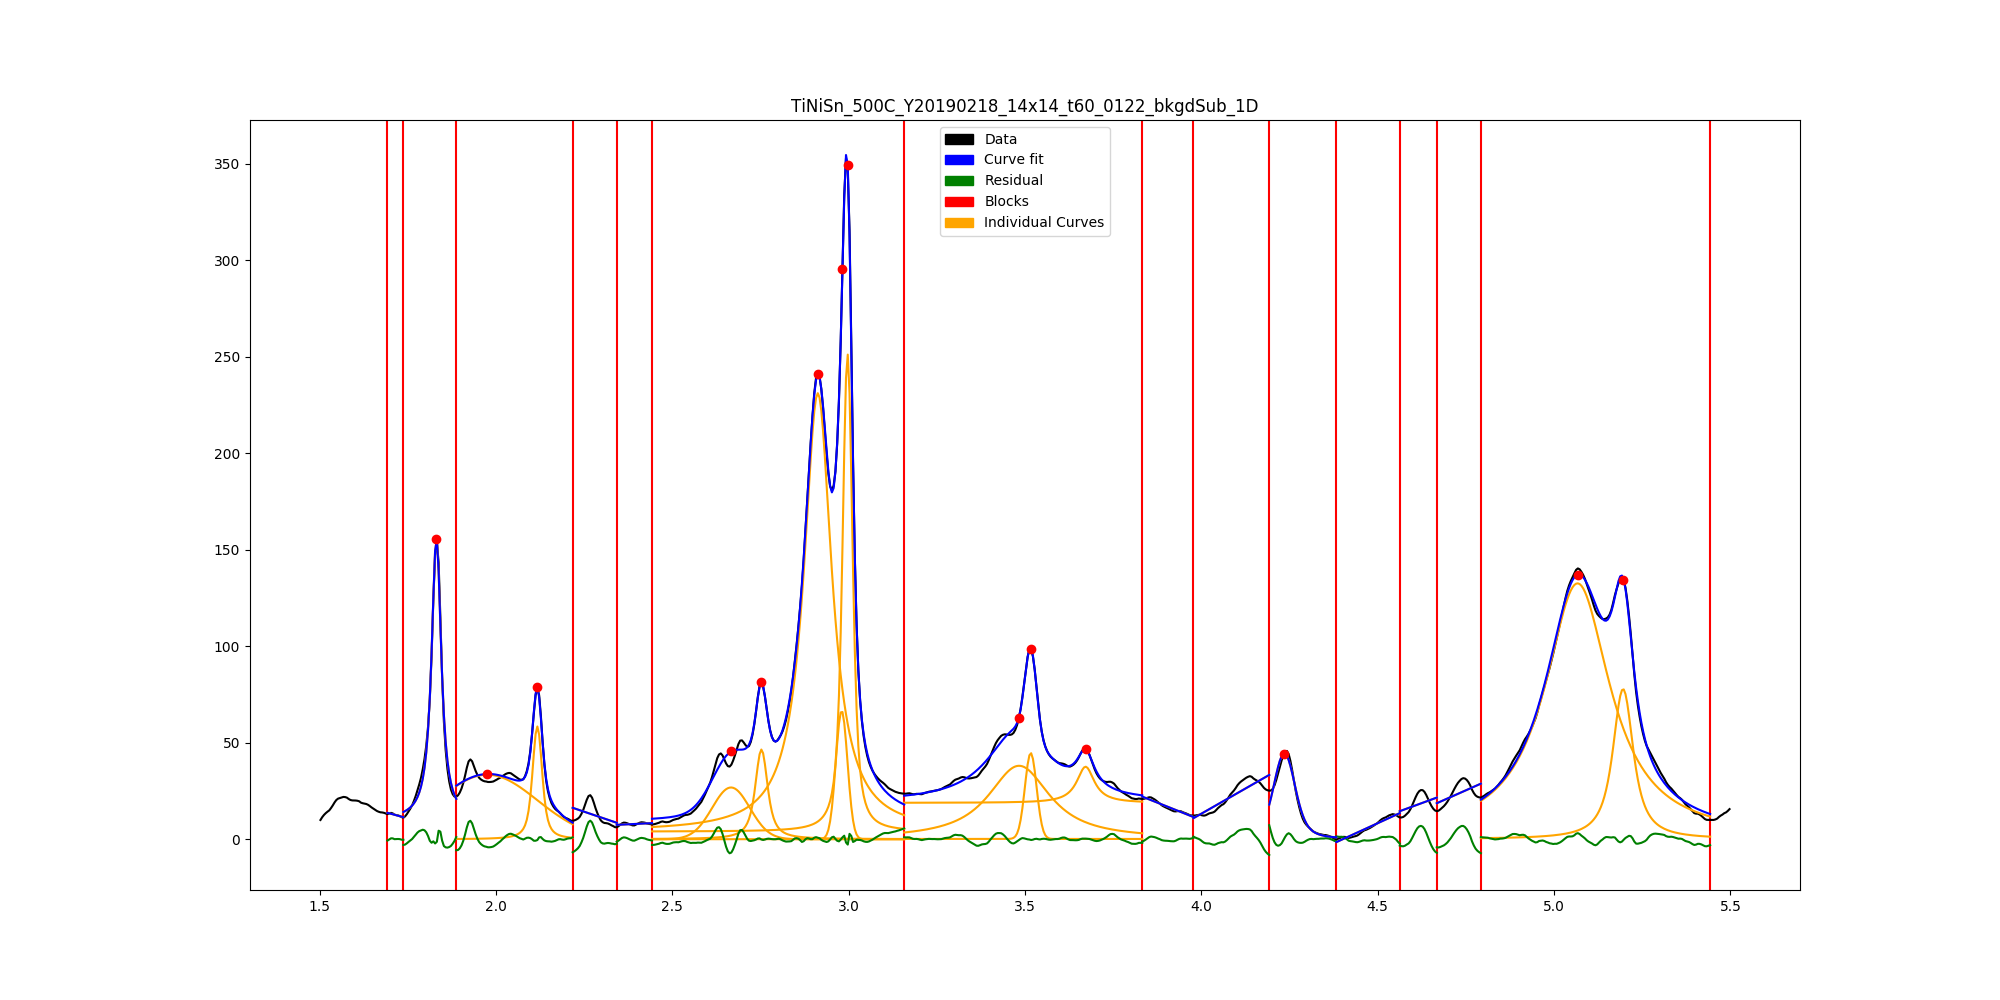 TiNiSn_500C_Y20190218_14x14_t60_0122_bkgdSub_1D
Data
Curve fit
Residual
Blocks
Individual Curves
350
300
250
200
150
100
50
0
1.5 2.0 2.5 3.0 3.5 4.0 4.5 5.0 5.5